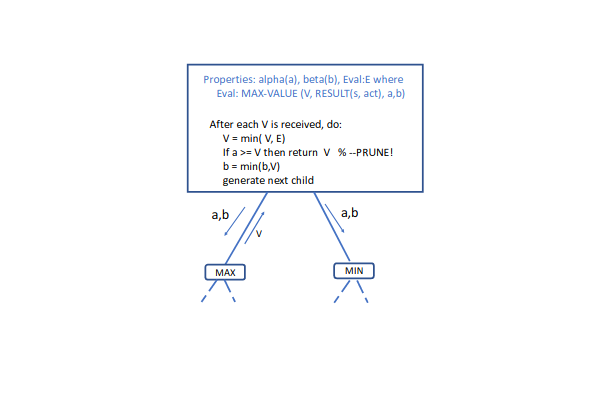 Properties: alpha(a), beta(b), Eval:E where
Eval: MAX-VALUE (V, RESULT(s, act), a,b)
After each V is received, do:
V = min( V, E)
If a >= V then return V % --PRUNE!
b = min(b,V)
generate next child
a,b
a,b
V
MAX
MIN